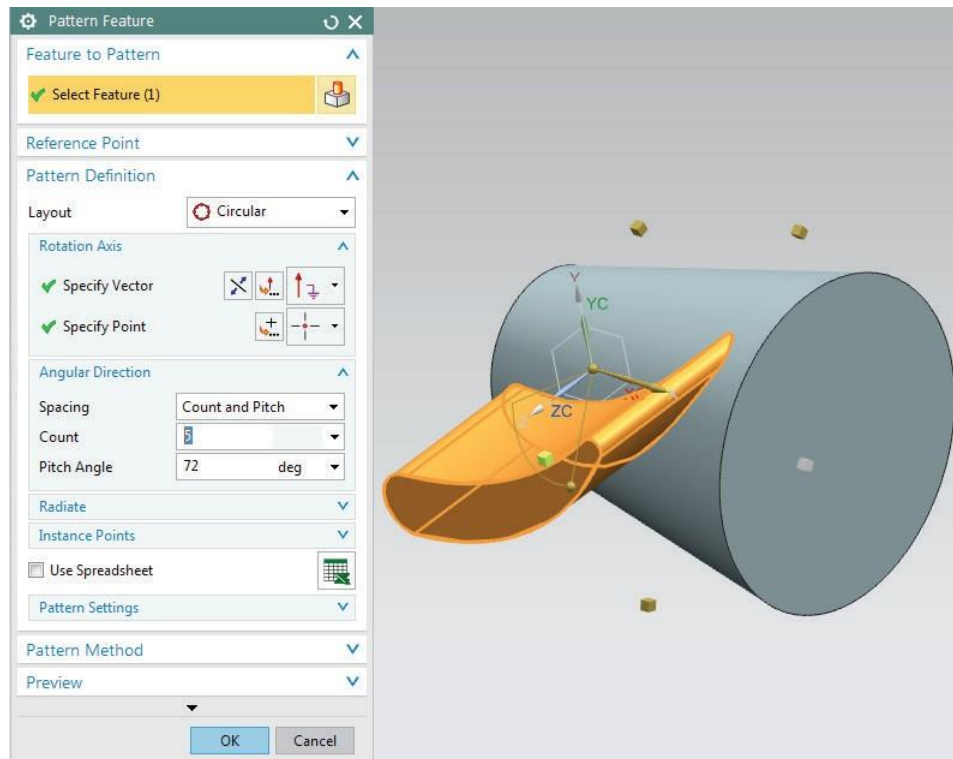 Pattern Feature
Feature to Pattern
Select Feature (1)
Reference Point
Pattern Definition
Layout
Circular
Rotation Axis
Specify Vector
Specify Point
Angular Direction
Spacing
Count and Pitch
Count
5
Pitch Angle
72 deg
Radiate
Instance Points
Use Spreadsheet
Pattern Settings
Pattern Method
Preview
OK
Cancel
Y
YC
ZC